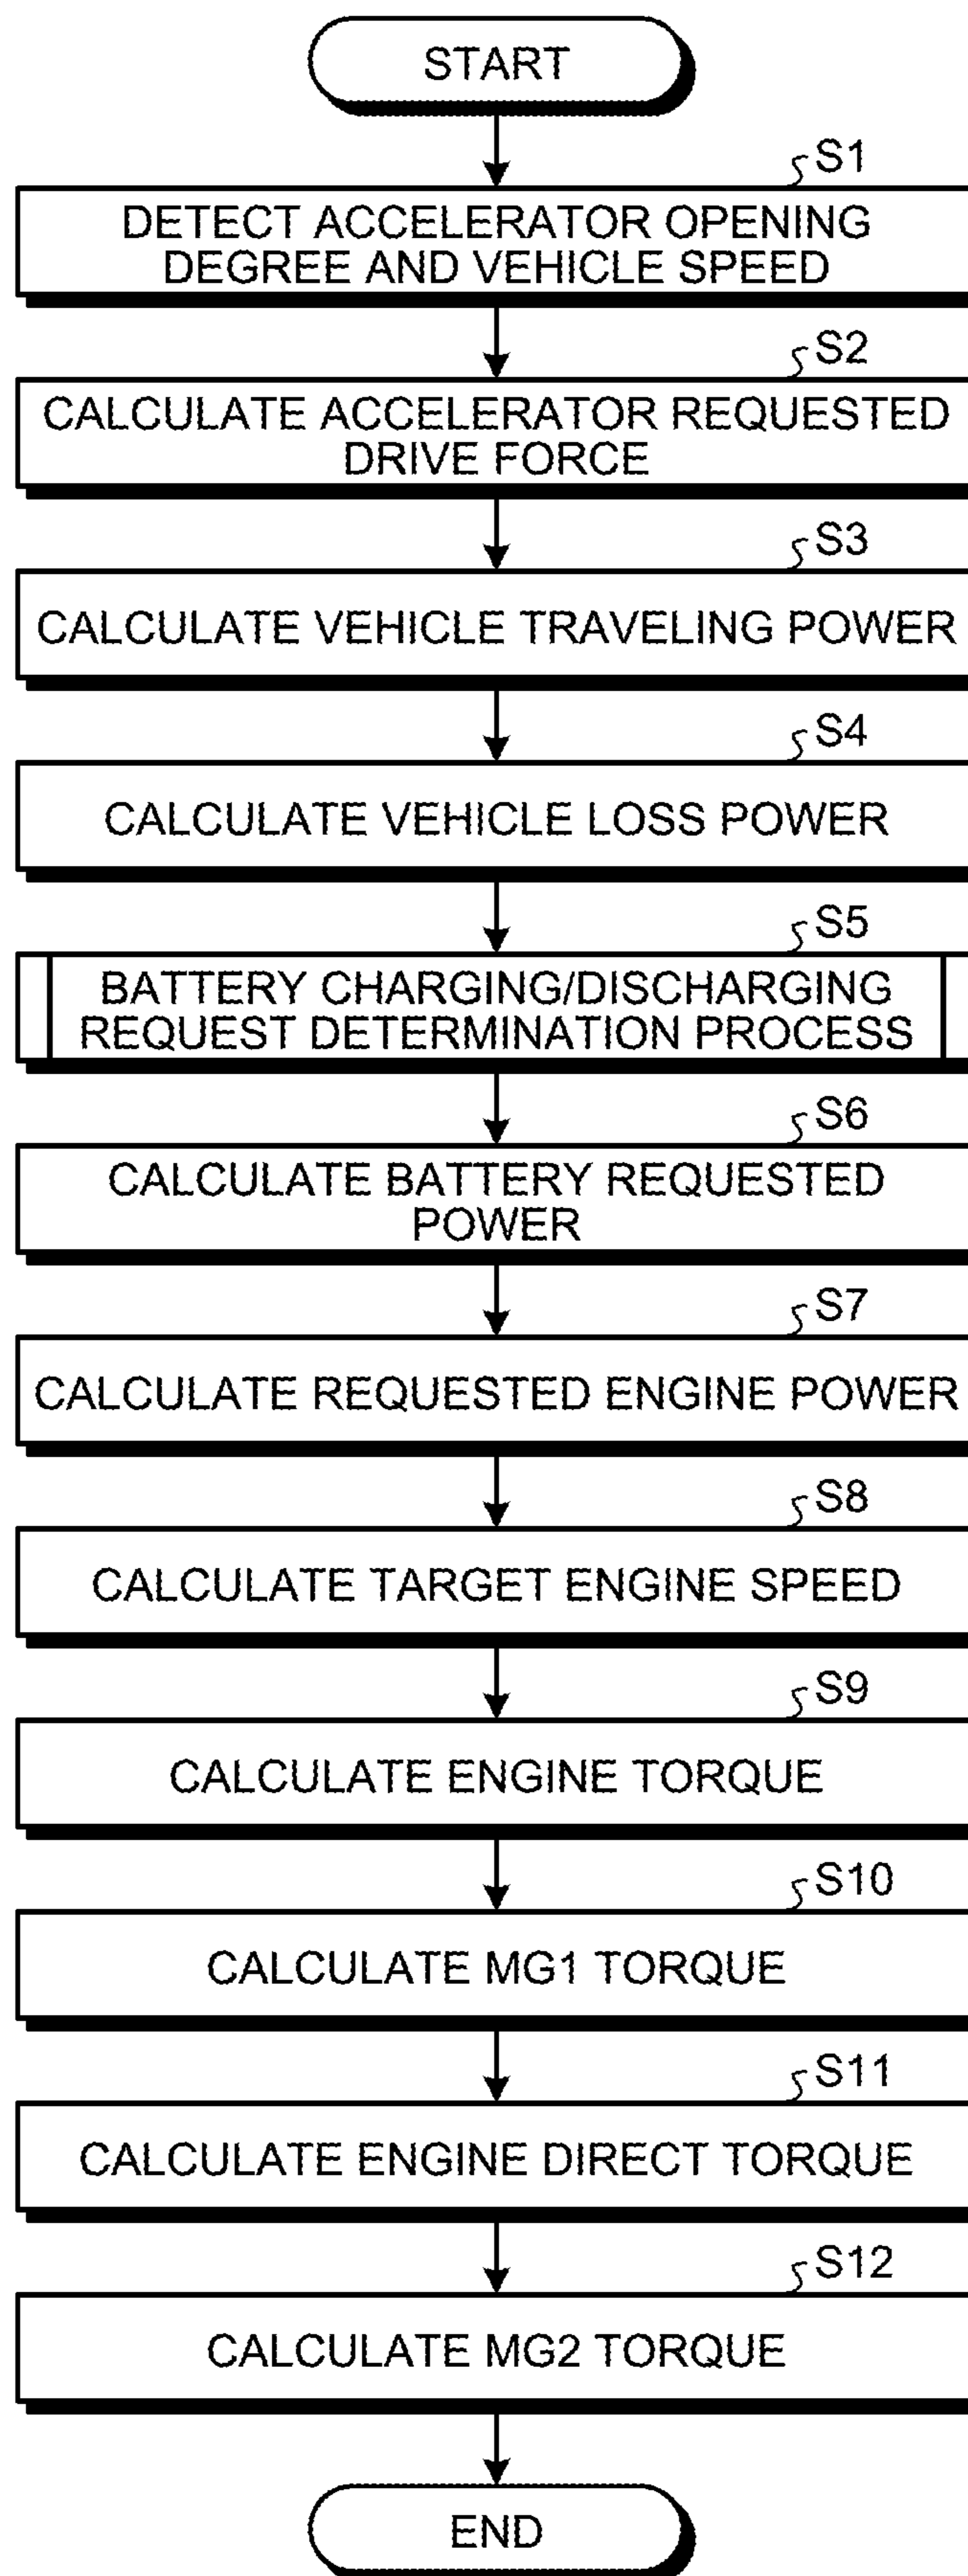 START
S1
DETECT ACCELERATOR OPENING
DEGREE AND VEHICLE SPEED
S2
CALCULATE ACCELERATOR REQUESTED
DRIVE FORCE
S3
CALCULATE VEHICLE TRAVELING POWER
S4
CALCULATE VEHICLE LOSS POWER
S5
BATTERY CHARGING/DISCHARGING
REQUEST DETERMINATION PROCESS
S6
CALCULATE BATTERY REQUESTED
POWER
S7
CALCULATE REQUESTED ENGINE POWER
S8
CALCULATE TARGET ENGINE SPEED
S9
CALCULATE ENGINE TORQUE
S10
CALCULATE MG1 TORQUE
S11
CALCULATE ENGINE DIRECT TORQUE
S12
CALCULATE MG2 TORQUE
END